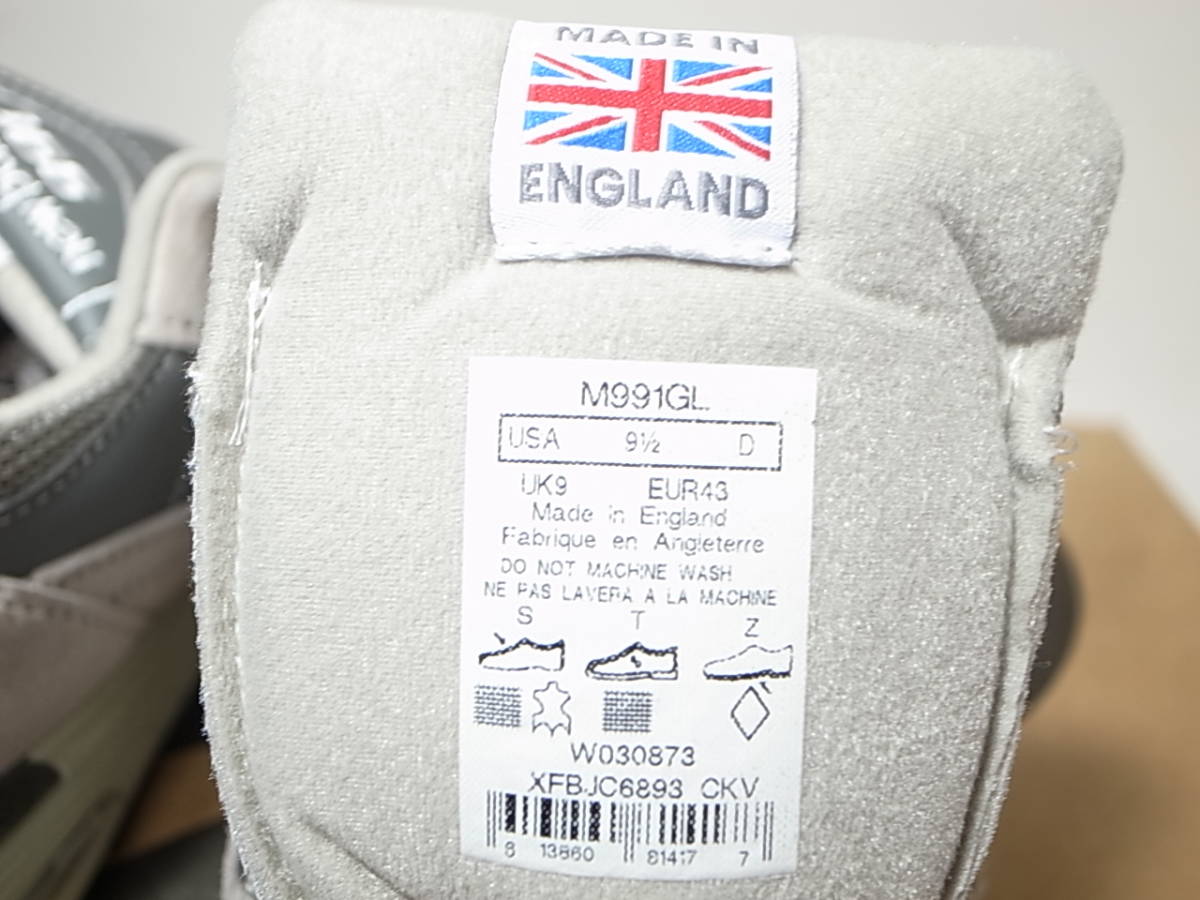 MADE IN
ENGLAND
M991GL
USA 9½ D
UK9 EUR43
Made in England
Fabrique en Angleterre
DO NOT MACHINE WASH
NE PAS LAVERA A LA MACHINE
S T Z
W030873
XFBJC6893 CKV
8 13860 81417 7